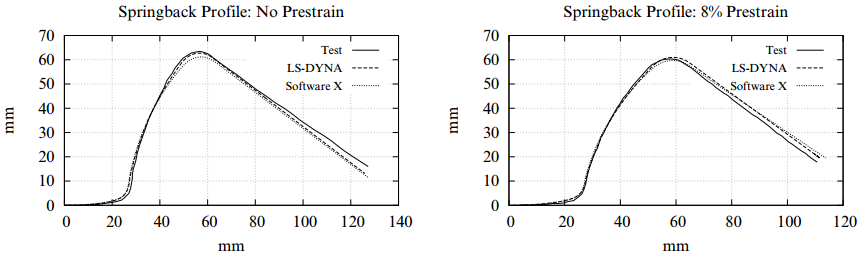 Springback Profile: No Prestrain
70
60
50
40
30
20
10
0
mm
Test
LS-DYNA
Software X
0 20 40 60 80 100 120 140
mm
Springback Profile: 8% Prestrain
70
60
50
40
30
20
10
0
mm
Test
LS-DYNA
Software X
0 20 40 60 80 100 120
mm